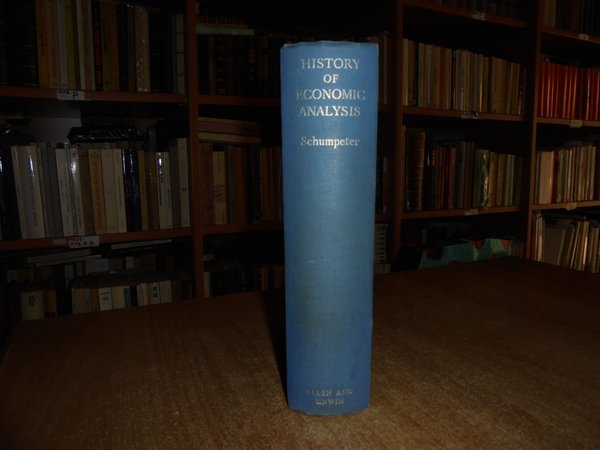 HISTORY
OF
ECONOMIC
ANALYSIS
Schumpeter
ALLEN AND
UNWIN